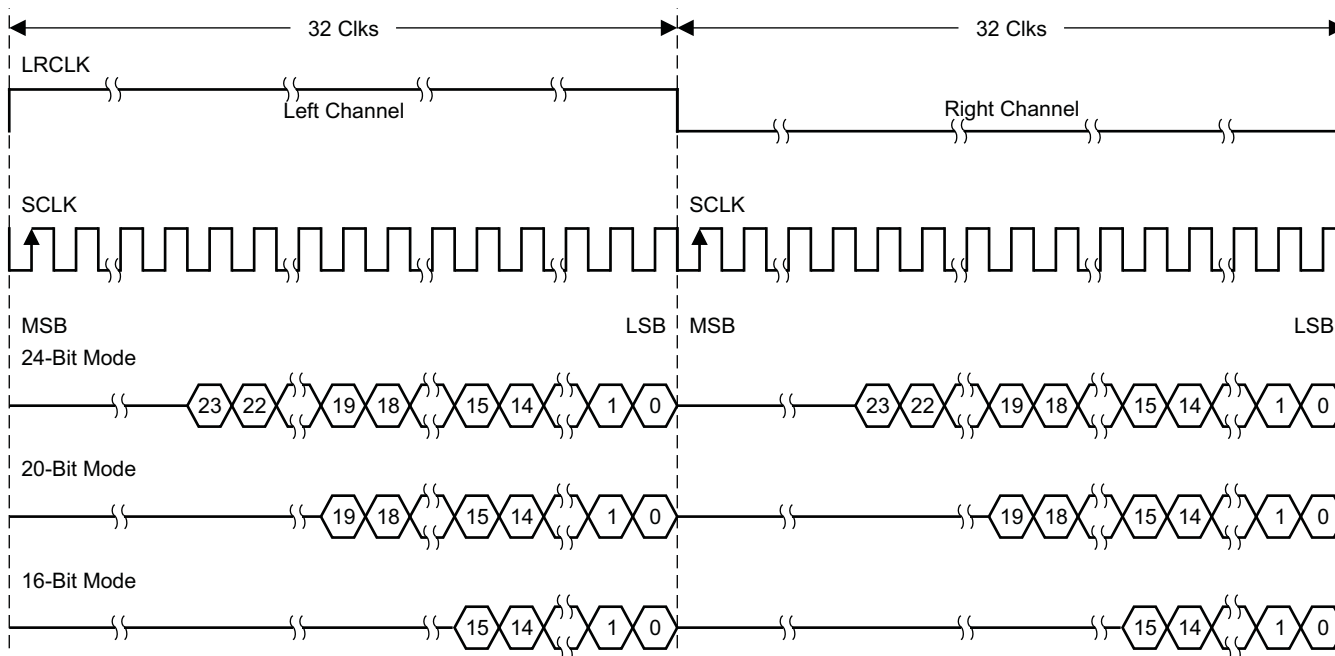 32 Clks 32 Clks
LRCLK
Left Channel Right Channel
SCLK SCLK
MSB LSB MSB LSB
24-Bit Mode
23 22 19 18 15 14 1 0 23 22 19 18 15 14 1 0
20-Bit Mode
19 18 15 14 1 0 19 18 15 14 1 0
16-Bit Mode
15 14 1 0 15 14 1 0